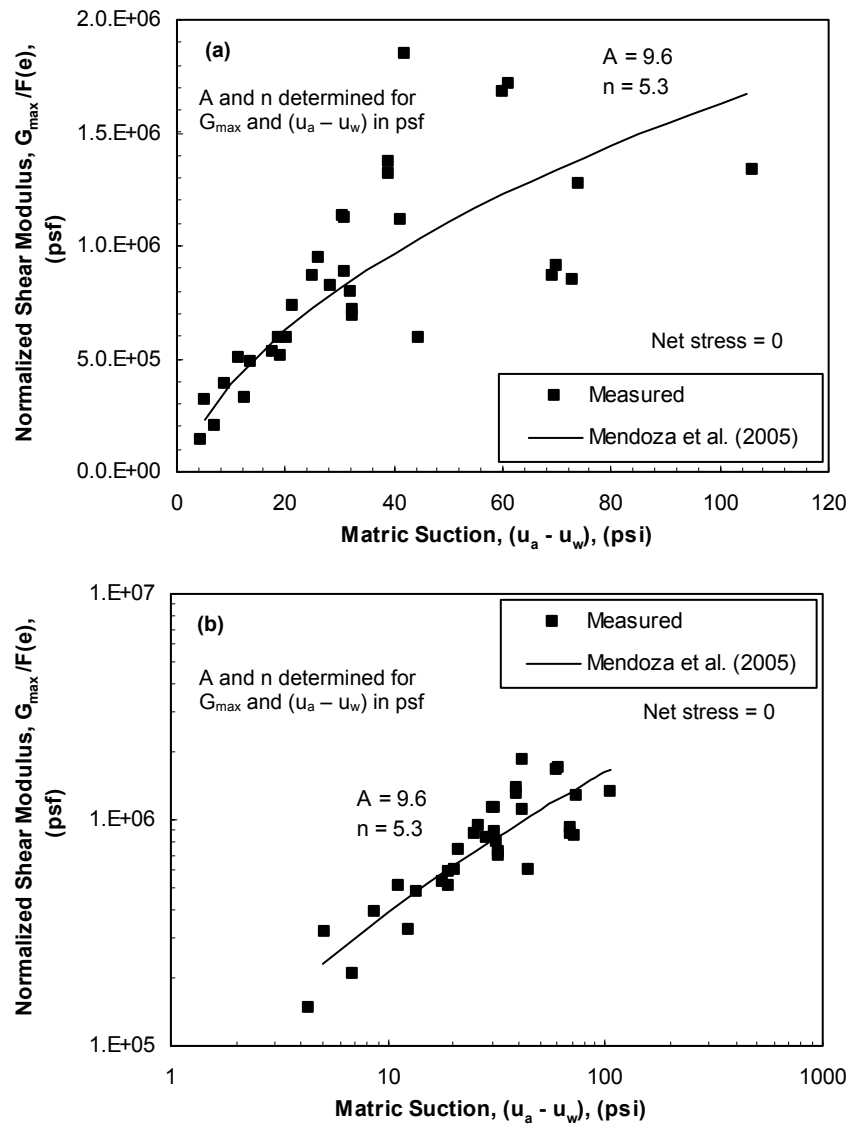 2.E+06
(a)
A = 9.6
n = 5.3
A and n determined for
G_max and (u_a – u_w) in psf
1.5E+06
1.0E+06
5.0E+05
0.0E+00
Net stress = 0
Measured
Mendoza et al. (2005)
0 20 40 60 80 100 120
Matric Suction, (u_a - u_w), (psi)
Normalized Shear Modulus, G_max /F(e),
(psf)
1.E+07
(b)
Measured
Mendoza et al. (2005)
A and n determined for
G_max and (u_a – u_w) in psf
Net stress = 0
A = 9.6
n = 5.3
1.E+06
1.E+05
1 10 100 1000
Matric Suction, (u_a - u_w), (psi)
Normalized Shear Modulus, G_max /F(e),
(psf)